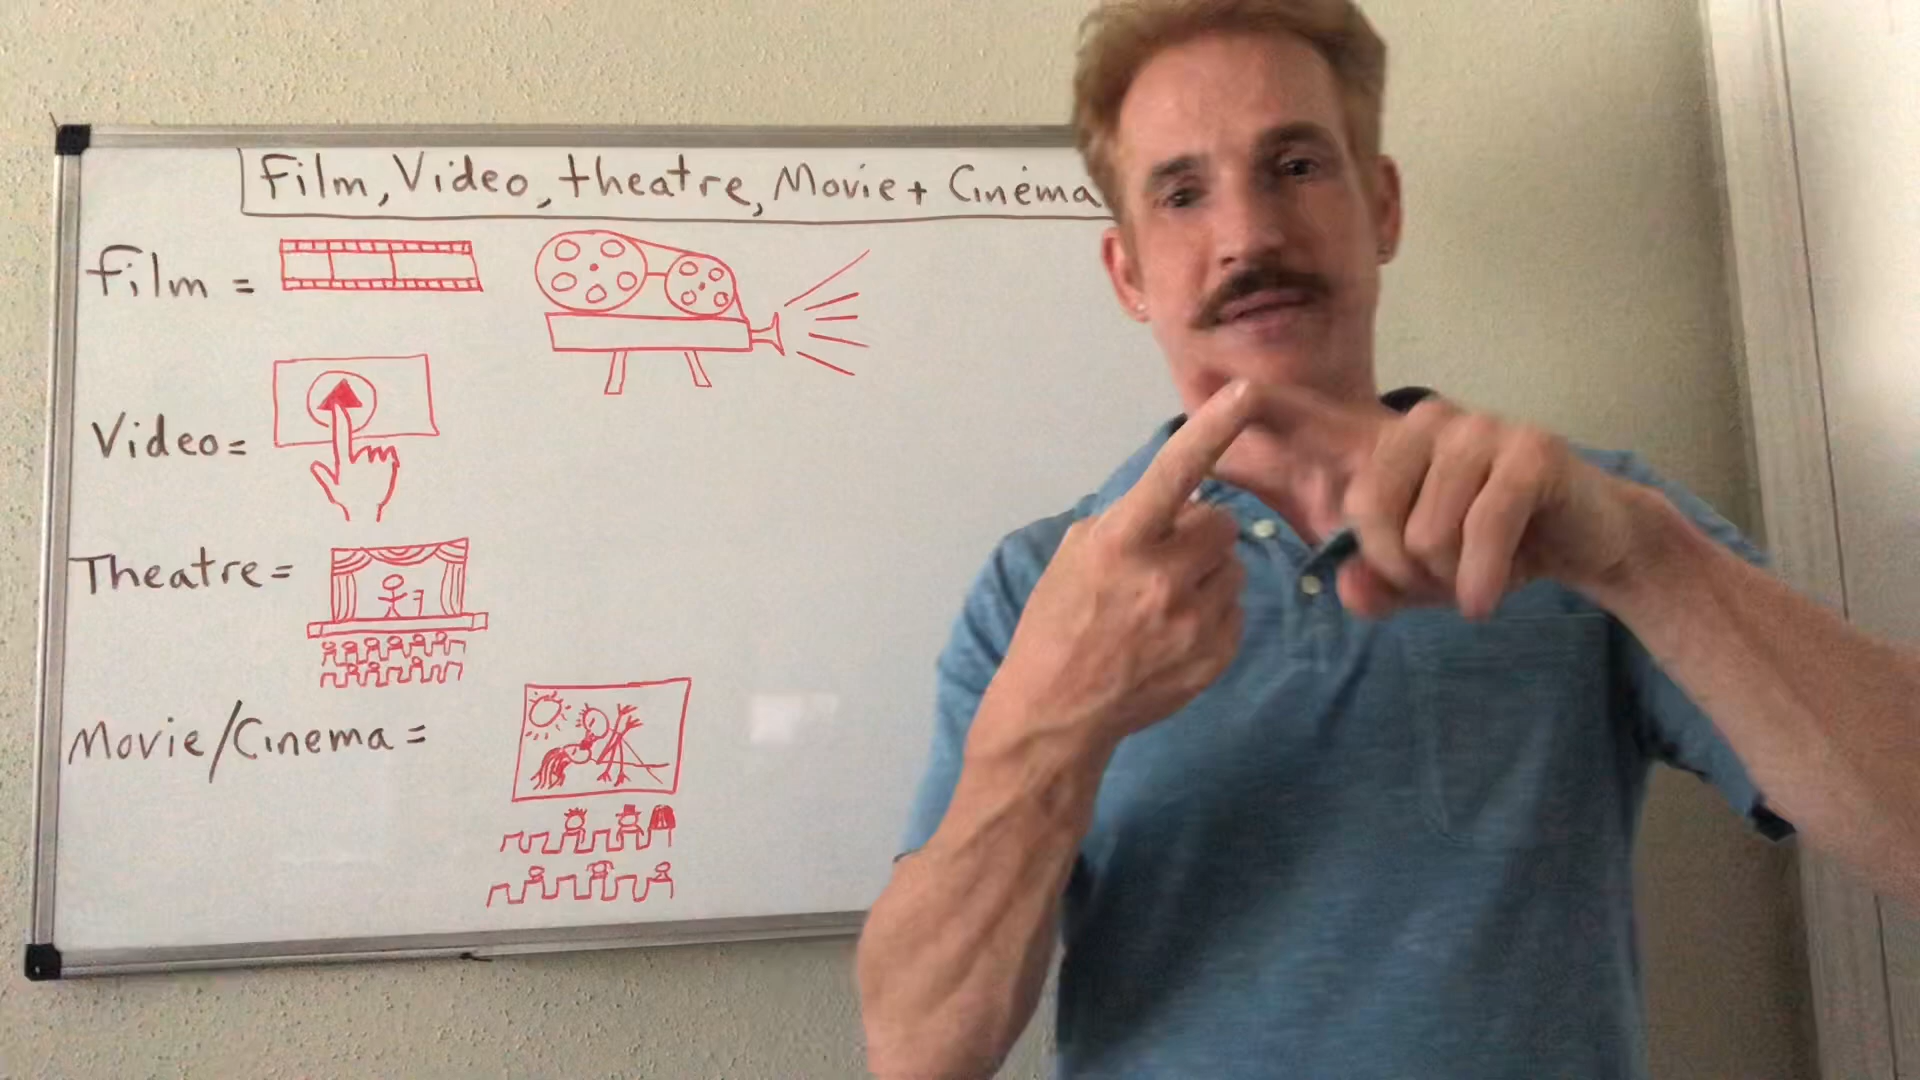 Film, Video, theatre, Movie + Cinema
Film =
Video =
Theatre =
Movie/Cinema =